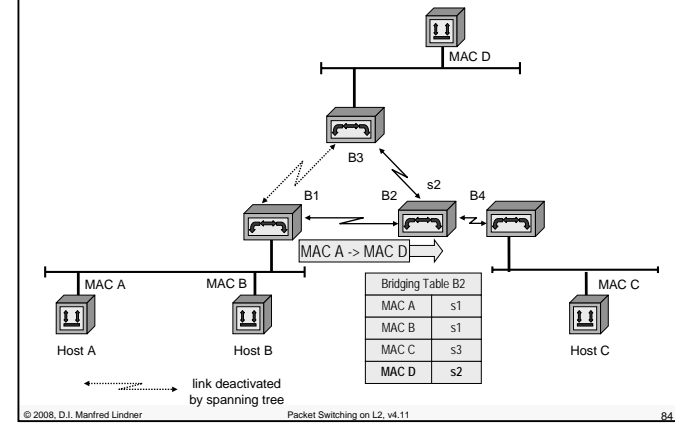 MAC D
B3
s2
B1
B2
B4
MAC A -> MAC D
MAC A
MAC B
MAC C
Bridging Table B2
MAC A s1
MAC B s1
MAC C s3
MAC D s2
Host A
Host B
Host C
link deactivated
by spanning tree
© 2008, D.I. Manfred Lindner
Packet Switching on L2, v4.11
84